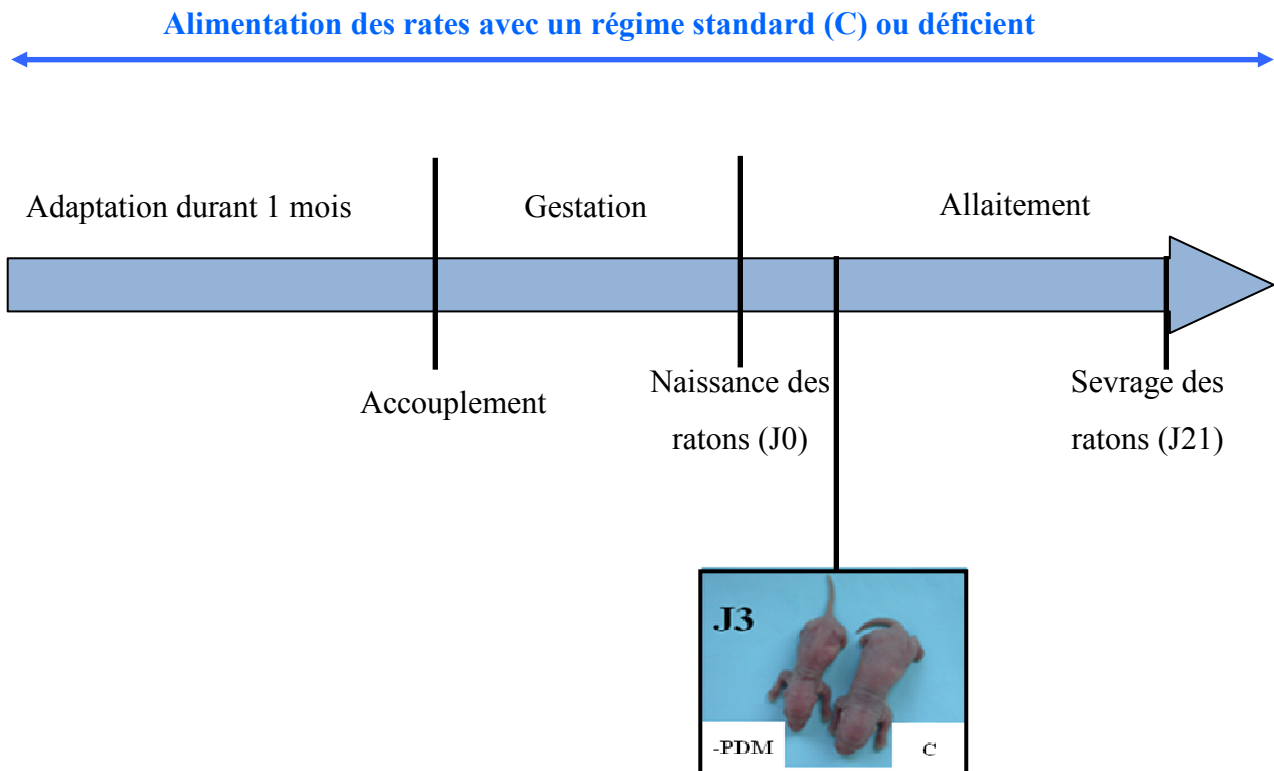 Alimentation des rates avec un régime standard (C) ou déficient
Adaptation durant 1 mois
Gestation
Allaitement
Accouplement
Naissance des
ratons (J0)
Sevrage des
ratons (J21)
J3
-PDM
C